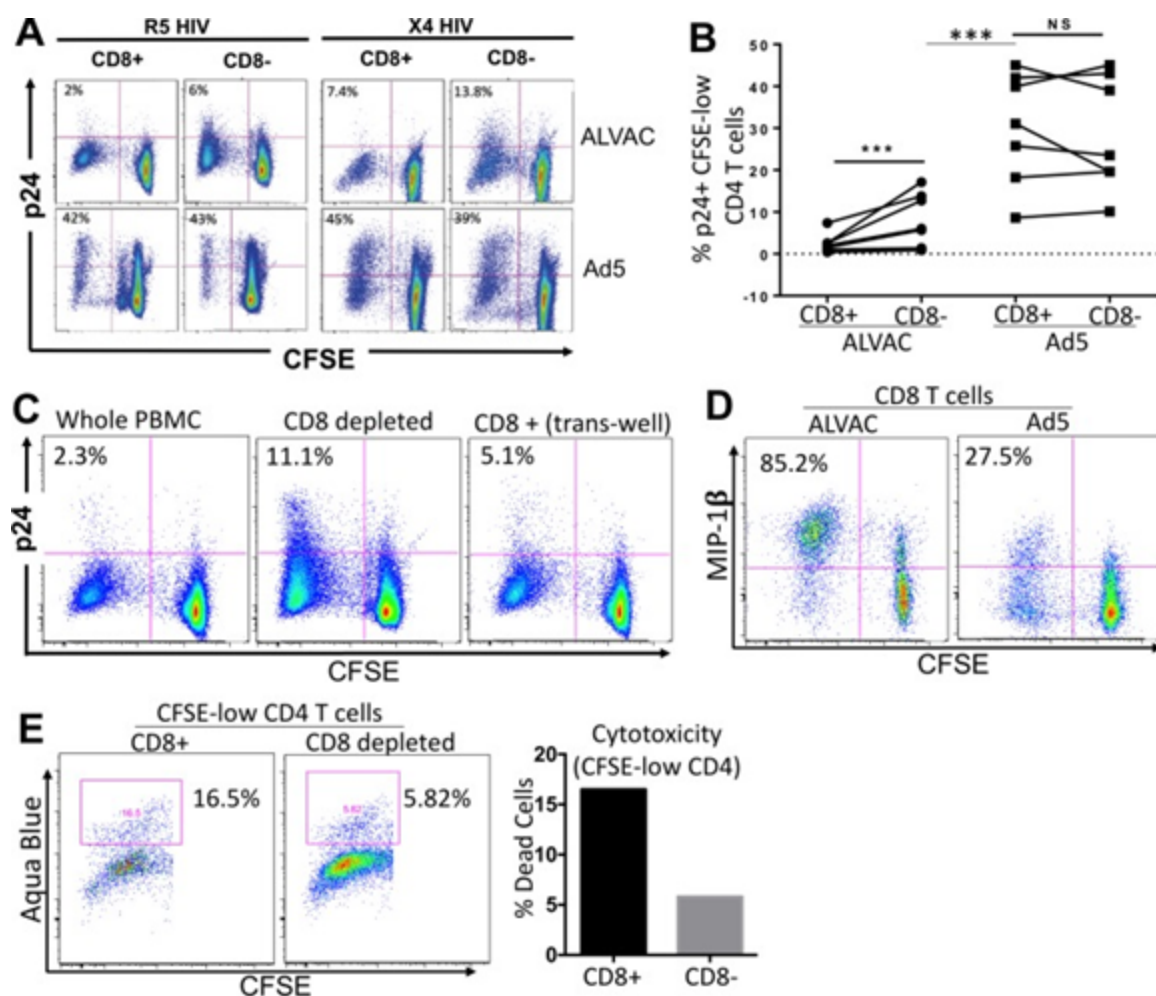 A
R5 HIV
X4 HIV
CD8+
CD8-
CD8+
CD8-
2%
6%
7.4%
13.8%
ALVAC
42%
43%
45%
39%
Ad5
p24
CFSE
B
***
NS
***
% p24+ CFSE-low
CD4 T cells
50
40
30
20
10
0
-10
CD8+
CD8-
CD8+
CD8-
ALVAC
Ad5
C
Whole PBMC
CD8 depleted
CD8 + (trans-well)
2.3%
11.1%
5.1%
p24
CFSE
D
CD8 T cells
ALVAC
Ad5
85.2%
27.5%
MIP-1β
CFSE
E
CFSE-low CD4 T cells
CD8+
CD8 depleted
16.5%
16.5
5.82%
5.82
Aqua Blue
CFSE
Cytotoxicity
(CFSE-low CD4)
% Dead Cells
20
15
10
5
0
CD8+
CD8-